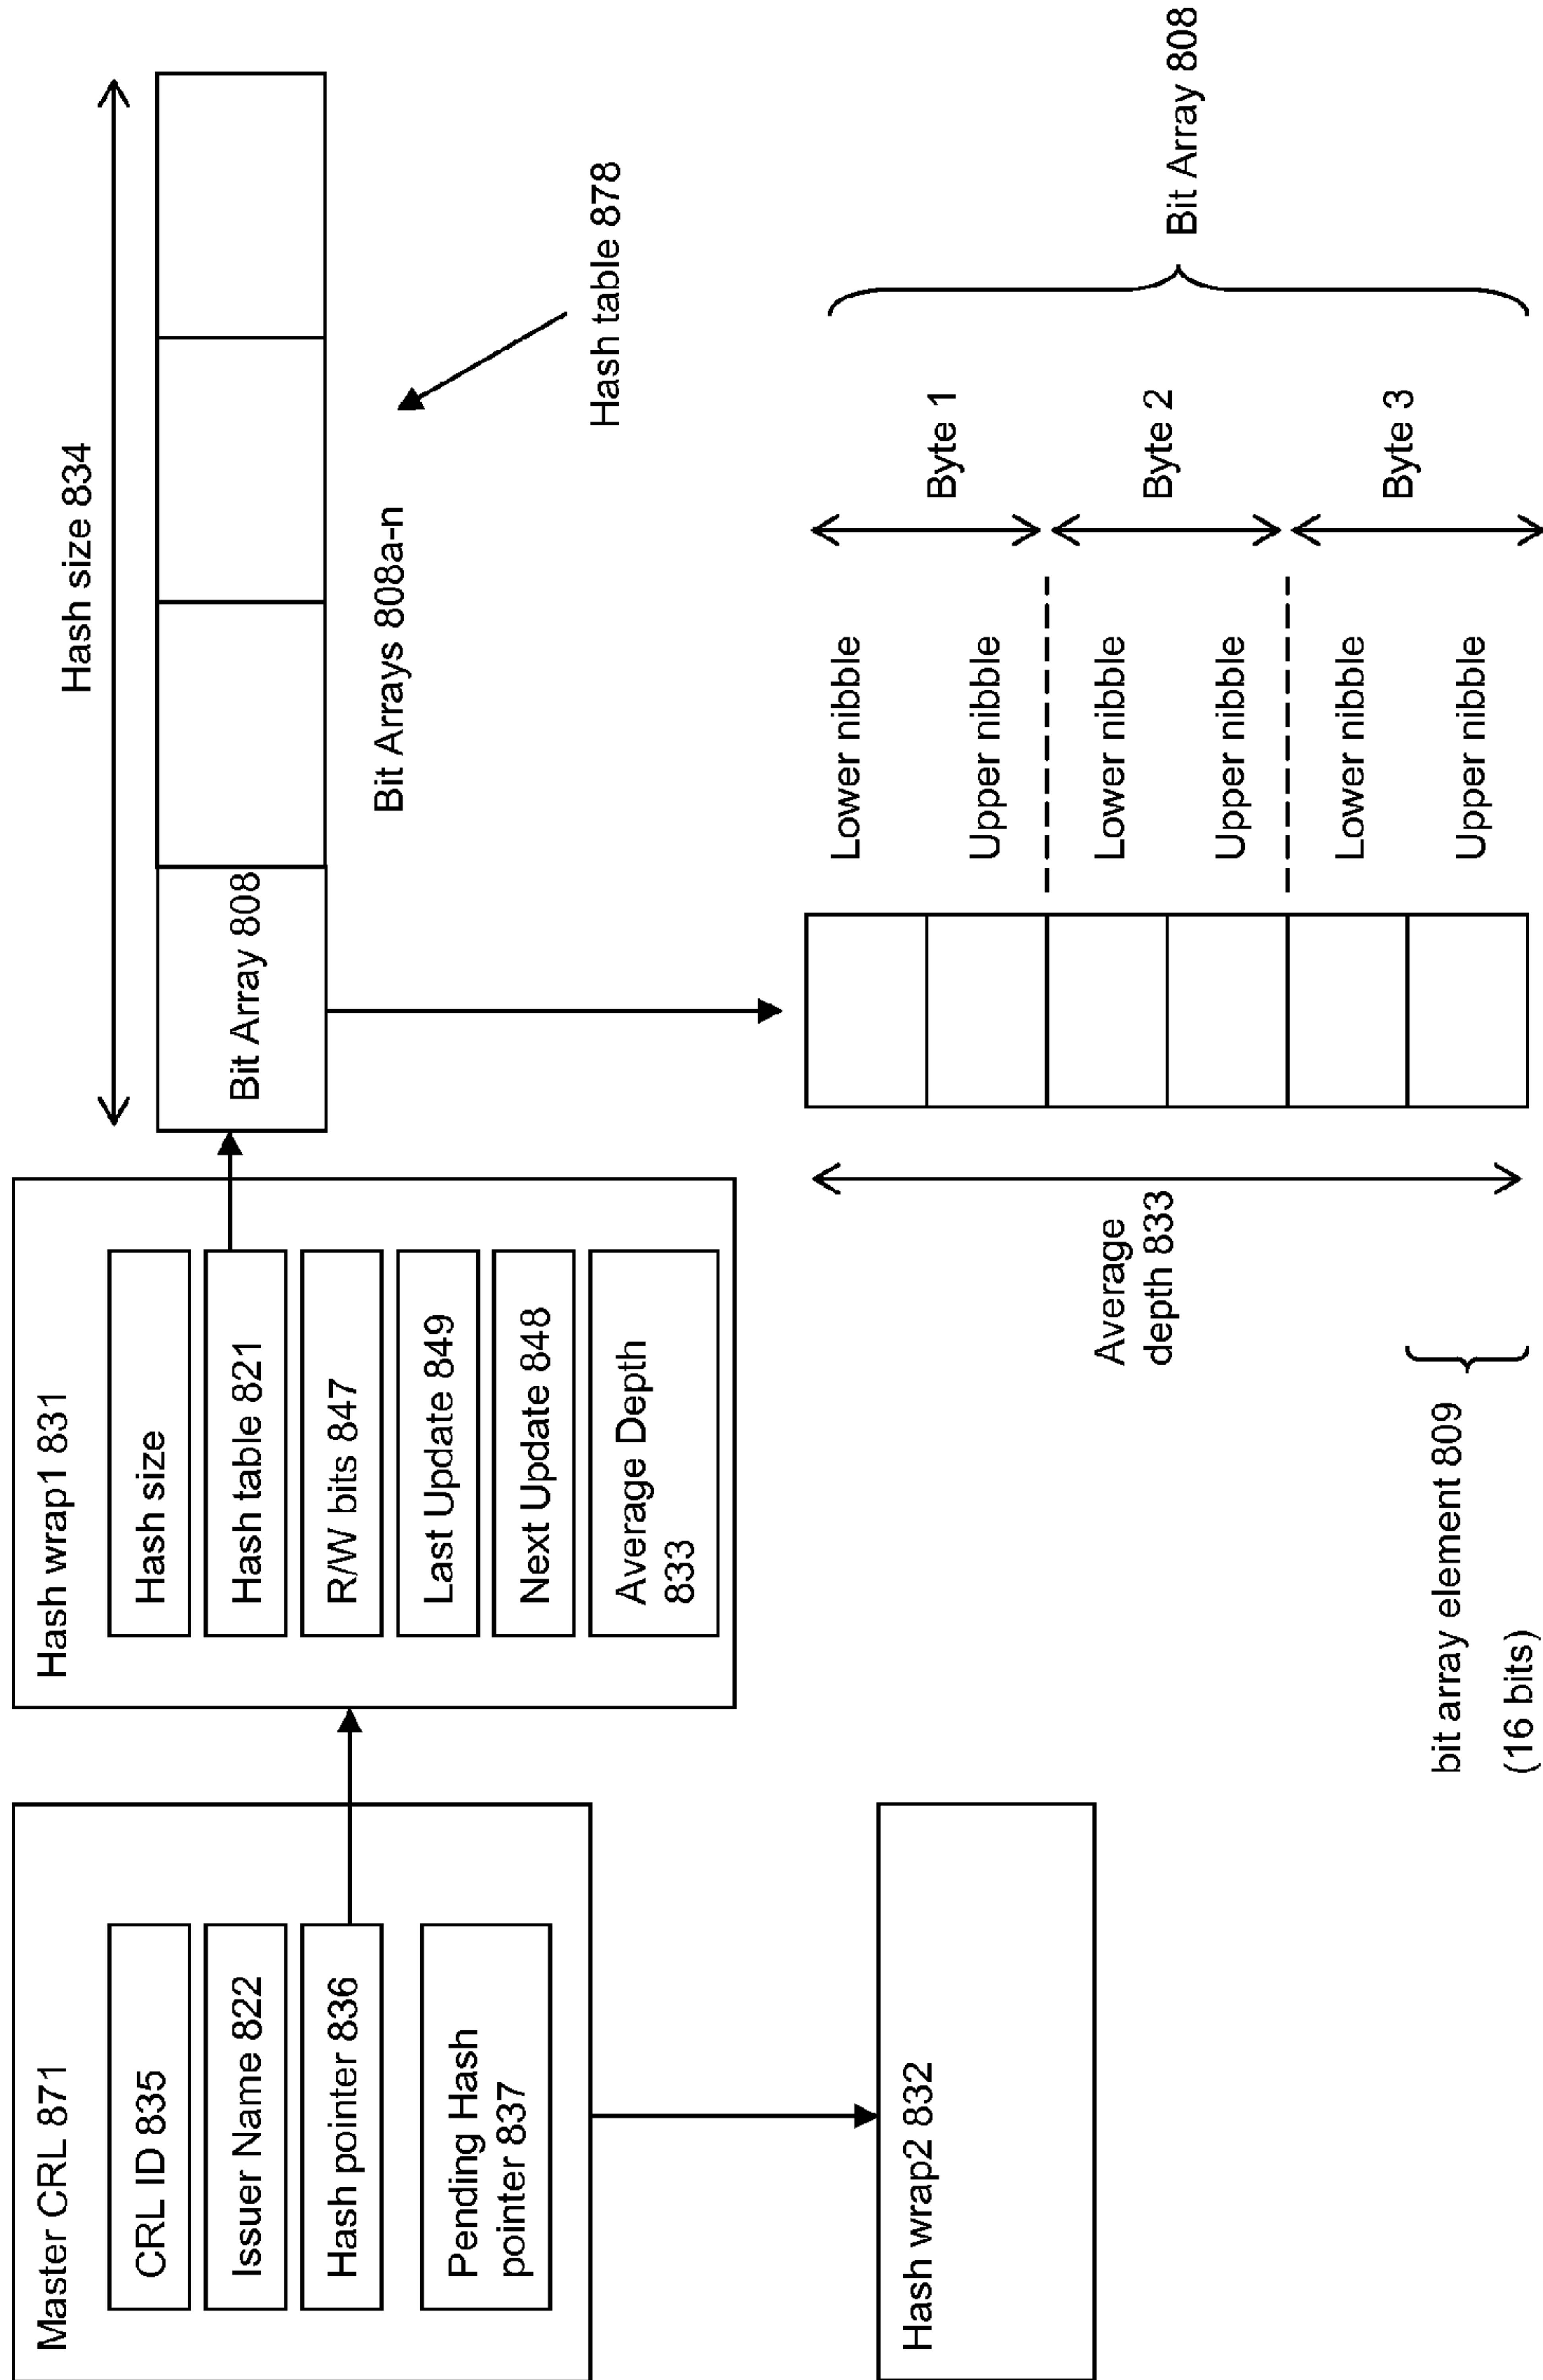 Master CRL 871
CRL ID 835
Issuer Name 822
Hash pointer 836
Pending Hash
pointer 837
Hash wrap2 832
Hash wrap1 831
Hash size
Hash table 821
R/W bits 847
Last Update 849
Next Update 848
Average Depth
833
Hash size 834
Bit Array 808
Bit Arrays 808a-n
Hash table 878
Average
depth 833
bit array element 809
(16 bits)
Lower nibble
Upper nibble
Lower nibble
Upper nibble
Lower nibble
Upper nibble
Byte 1
Byte 2
Byte 3
Bit Array 808